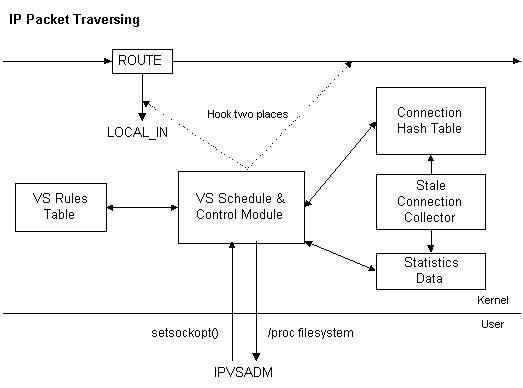 IP Packet Traversing
ROUTE
Hook two places
LOCAL_IN
Connection
Hash Table
VS Rules
Table
VS Schedule &
Control Module
Stale
Connection
Collector
Statistics
Data
Kernel
User
setsockopt()
/proc filesystem
IPVSADM